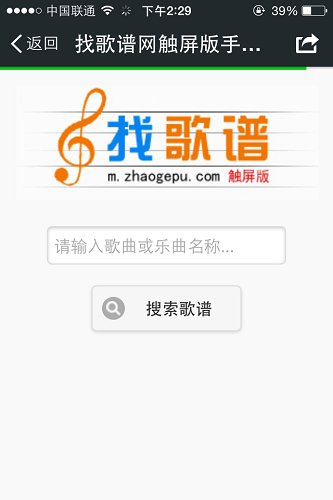 中国联通 下午2:29 39%
返回 找歌谱网触屏版手...
找歌谱
m.zhaogepu.com 触屏版
请输入歌曲或乐曲名称...
搜索歌谱